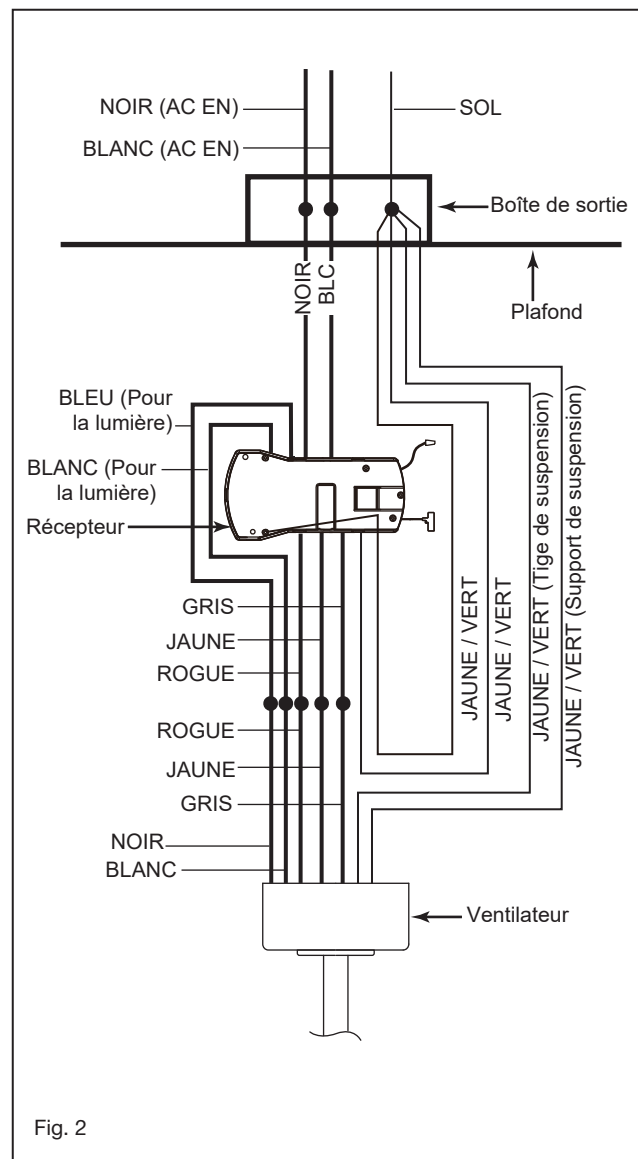 NOIR (AC EN)
SOL
BLANC (AC EN)
Boîte de sortie
NOIR
BLC
Plafond
BLEU (Pour
la lumière)
BLANC (Pour
la lumière)
Récepteur
GRIS
JAUNE
ROGUE
JAUNE / VERT
JAUNE / VERT
JAUNE / VERT (Tige de suspension)
JAUNE / VERT (Support de suspension)
ROGUE
JAUNE
GRIS
NOIR
BLANC
Ventilateur
Fig. 2